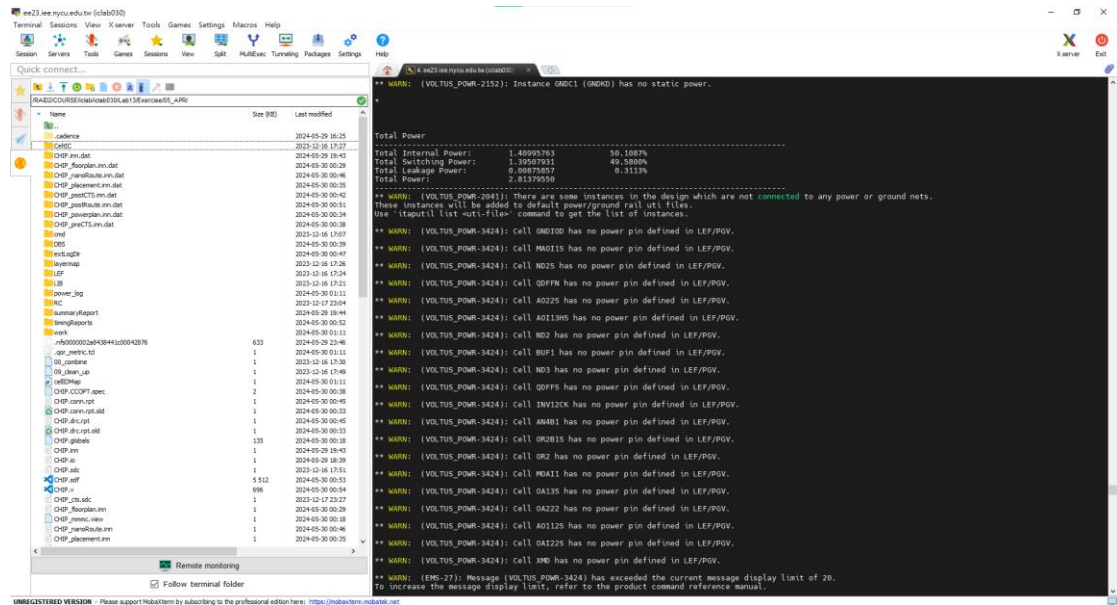 ee23.iee.nycu.edu.tw (iclab030)
Terminal Sessions View X server Tools Games Settings Macros Help
Session Servers Tools Games Sessions View Split MultiExec Tunneling Packages Settings Help X server Exit
Quick connect...
4. ee23.iee.nycu.edu.tw (iclab030)
/RAID2/COURSE/iclab/iclab030/Lab13/Exercise/05_APR/
Name Size (KB) Last modified
..
.cadence 2024-05-29 16:25
CeltIC 2023-12-16 17:27
CHIP.inn.dat 2024-05-29 19:43
CHIP_floorplan.inn.dat 2024-05-30 00:29
CHIP_nanoRoute.inn.dat 2024-05-30 00:46
CHIP_placement.inn.dat 2024-05-30 00:35
CHIP_postCTS.inn.dat 2024-05-30 00:42
CHIP_postRoute.inn.dat 2024-05-30 00:51
CHIP_powerplan.inn.dat 2024-05-30 00:34
CHIP_preCTS.inn.dat 2024-05-30 00:38
cmd 2023-12-16 17:07
DBS 2024-05-30 00:39
extLogDir 2024-05-30 00:47
layermap 2023-12-16 17:26
LEF 2023-12-16 17:24
LIB 2023-12-16 17:21
power_log 2024-05-30 01:11
RC 2023-12-17 23:04
summaryReport 2024-05-29 19:44
timingReports 2024-05-30 00:52
work 2024-05-30 01:11
.nfs0000002a8438441c00042876 633 2024-05-29 23:46
.qor_metric.tcl 1 2024-05-30 01:11
00_combine 1 2023-12-16 17:30
09_clean_up 1 2023-12-16 17:49
cellIDMap 1 2024-05-30 01:11
CHIP.CCOPT.spec 2 2024-05-30 00:38
CHIP.conn.rpt 1 2024-05-30 00:45
CHIP.conn.rpt.old 1 2024-05-30 00:33
CHIP.drc.rpt 1 2024-05-30 00:45
CHIP.drc.rpt.old 1 2024-05-30 00:33
CHIP.globals 135 2024-05-30 00:18
CHIP.inn 1 2024-05-29 19:43
CHIP.io 1 2024-05-29 18:39
CHIP.sdc 1 2023-12-16 17:51
CHIP.sdf 5 512 2024-05-30 00:53
CHIP.v 696 2024-05-30 00:54
CHIP_cts.sdc 1 2023-12-17 23:27
CHIP_floorplan.inn 1 2024-05-30 00:29
CHIP_mmmc.view 1 2024-05-30 00:18
CHIP_nanoRoute.inn 1 2024-05-30 00:46
CHIP_placement.inn 1 2024-05-30 00:35
Remote monitoring
Follow terminal folder
** WARN: (VOLTUS_POWR-2152): Instance GNDC1 (GNDKD) has no static power.
*
Total Power
-----------------------------------------------------------------------------------------
Total Internal Power: 1.40995763 50.1087%
Total Switching Power: 1.39507931 49.5800%
Total Leakage Power: 0.00875857 0.3113%
Total Power: 2.81379550
-----------------------------------------------------------------------------------------
** WARN: (VOLTUS_POWR-2041): There are some instances in the design which are not connected to any power or ground nets.
These instances will be added to default power/ground rail uti files.
Use 'itaputil list <uti-file>' command to get the list of instances.
** WARN: (VOLTUS_POWR-3424): Cell GNDIOD has no power pin defined in LEF/PGV.
** WARN: (VOLTUS_POWR-3424): Cell MAOI1S has no power pin defined in LEF/PGV.
** WARN: (VOLTUS_POWR-3424): Cell ND2S has no power pin defined in LEF/PGV.
** WARN: (VOLTUS_POWR-3424): Cell QDFFN has no power pin defined in LEF/PGV.
** WARN: (VOLTUS_POWR-3424): Cell AO22S has no power pin defined in LEF/PGV.
** WARN: (VOLTUS_POWR-3424): Cell AOI13HS has no power pin defined in LEF/PGV.
** WARN: (VOLTUS_POWR-3424): Cell ND2 has no power pin defined in LEF/PGV.
** WARN: (VOLTUS_POWR-3424): Cell BUF1 has no power pin defined in LEF/PGV.
** WARN: (VOLTUS_POWR-3424): Cell ND3 has no power pin defined in LEF/PGV.
** WARN: (VOLTUS_POWR-3424): Cell QDFFS has no power pin defined in LEF/PGV.
** WARN: (VOLTUS_POWR-3424): Cell INV12CK has no power pin defined in LEF/PGV.
** WARN: (VOLTUS_POWR-3424): Cell AN4B1 has no power pin defined in LEF/PGV.
** WARN: (VOLTUS_POWR-3424): Cell OR2B1S has no power pin defined in LEF/PGV.
** WARN: (VOLTUS_POWR-3424): Cell OR2 has no power pin defined in LEF/PGV.
** WARN: (VOLTUS_POWR-3424): Cell MOAI1 has no power pin defined in LEF/PGV.
** WARN: (VOLTUS_POWR-3424): Cell OA13S has no power pin defined in LEF/PGV.
** WARN: (VOLTUS_POWR-3424): Cell OA222 has no power pin defined in LEF/PGV.
** WARN: (VOLTUS_POWR-3424): Cell AO112S has no power pin defined in LEF/PGV.
** WARN: (VOLTUS_POWR-3424): Cell OAI22S has no power pin defined in LEF/PGV.
** WARN: (VOLTUS_POWR-3424): Cell XMD has no power pin defined in LEF/PGV.
** WARN: (EMS-27): Message (VOLTUS_POWR-3424) has exceeded the current message display limit of 20.
To increase the message display limit, refer to the product command reference manual.
UNREGISTERED VERSION - Please support MobaXterm by subscribing to the professional edition here: https://mobaxterm.mobatek.net